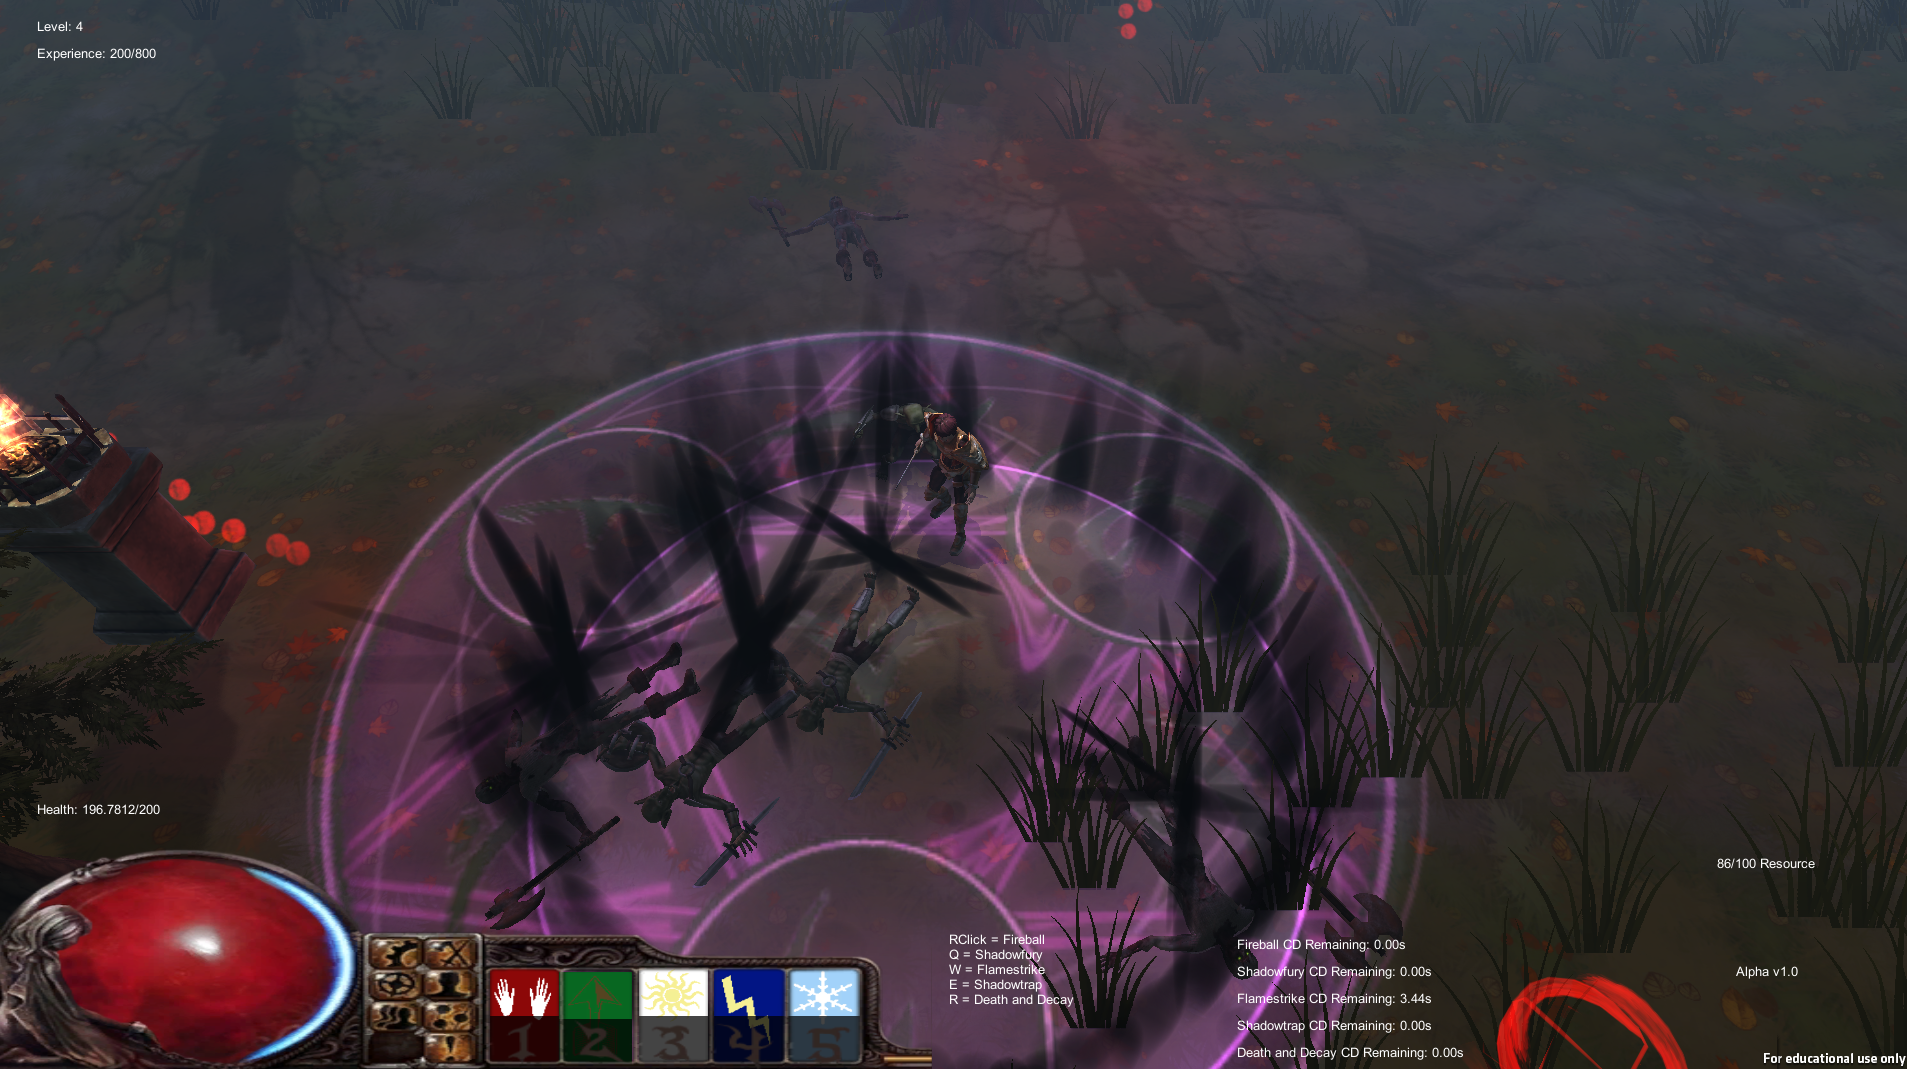 Level: 4
Experience: 200/800
Health: 196.7812/200
86/100 Resource
RClick = Fireball
Q = Shadowfury
W = Flamestrike
E = Shadowtrap
R = Death and Decay
Fireball CD Remaining: 0.00s
Shadowfury CD Remaining: 0.00s
Flamestrike CD Remaining: 3.44s
Shadowtrap CD Remaining: 0.00s
Death and Decay CD Remaining: 0.00s
Alpha v1.0
1 2 3 4 5
For educational use only